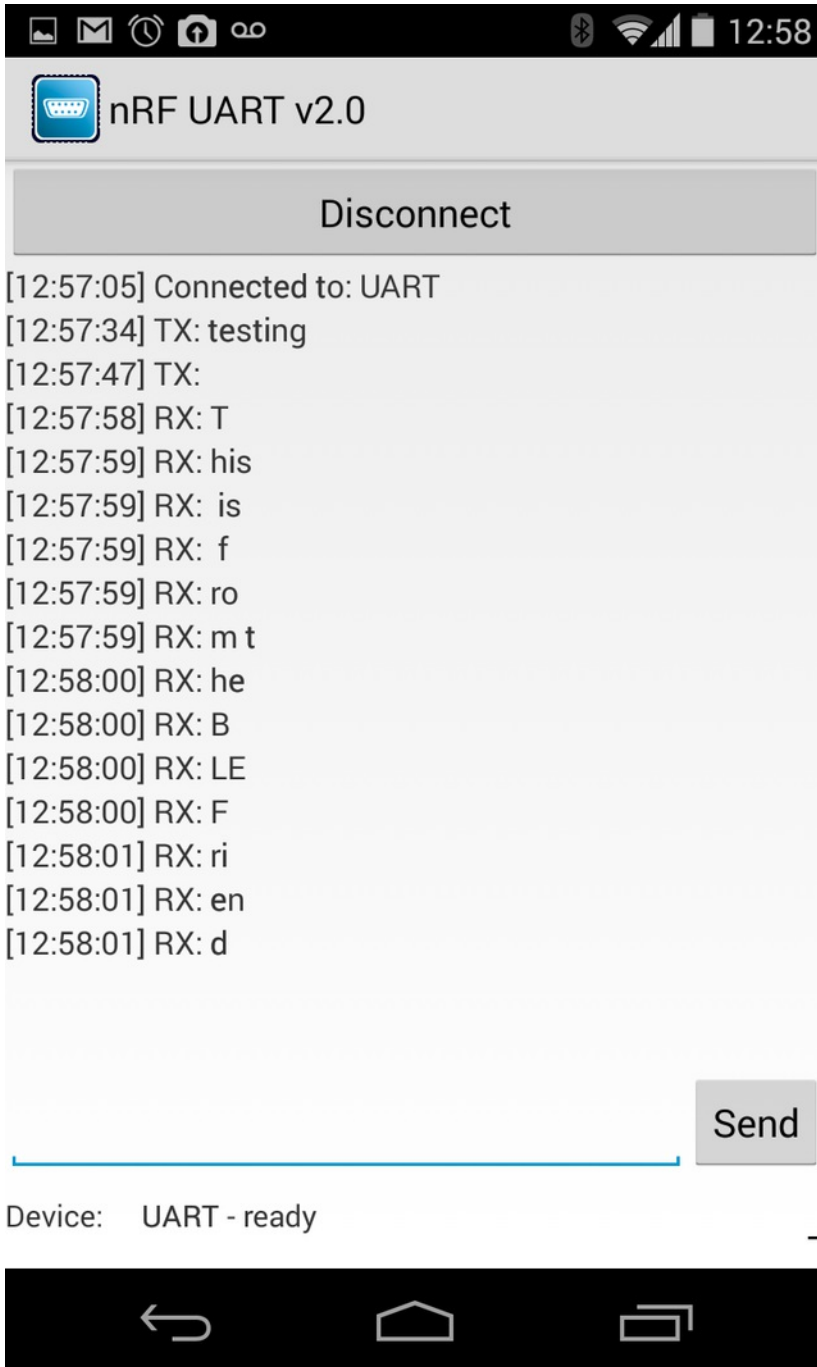 12:58
nRF UART v2.0
Disconnect
[12:57:05] Connected to: UART
[12:57:34] TX: testing
[12:57:47] TX:
[12:57:58] RX: T
[12:57:59] RX: his
[12:57:59] RX:  is
[12:57:59] RX:  f
[12:57:59] RX: ro
[12:57:59] RX: m t
[12:58:00] RX: he
[12:58:00] RX: B
[12:58:00] RX: LE
[12:58:00] RX: F
[12:58:01] RX: ri
[12:58:01] RX: en
[12:58:01] RX: d
Send
Device: UART - ready